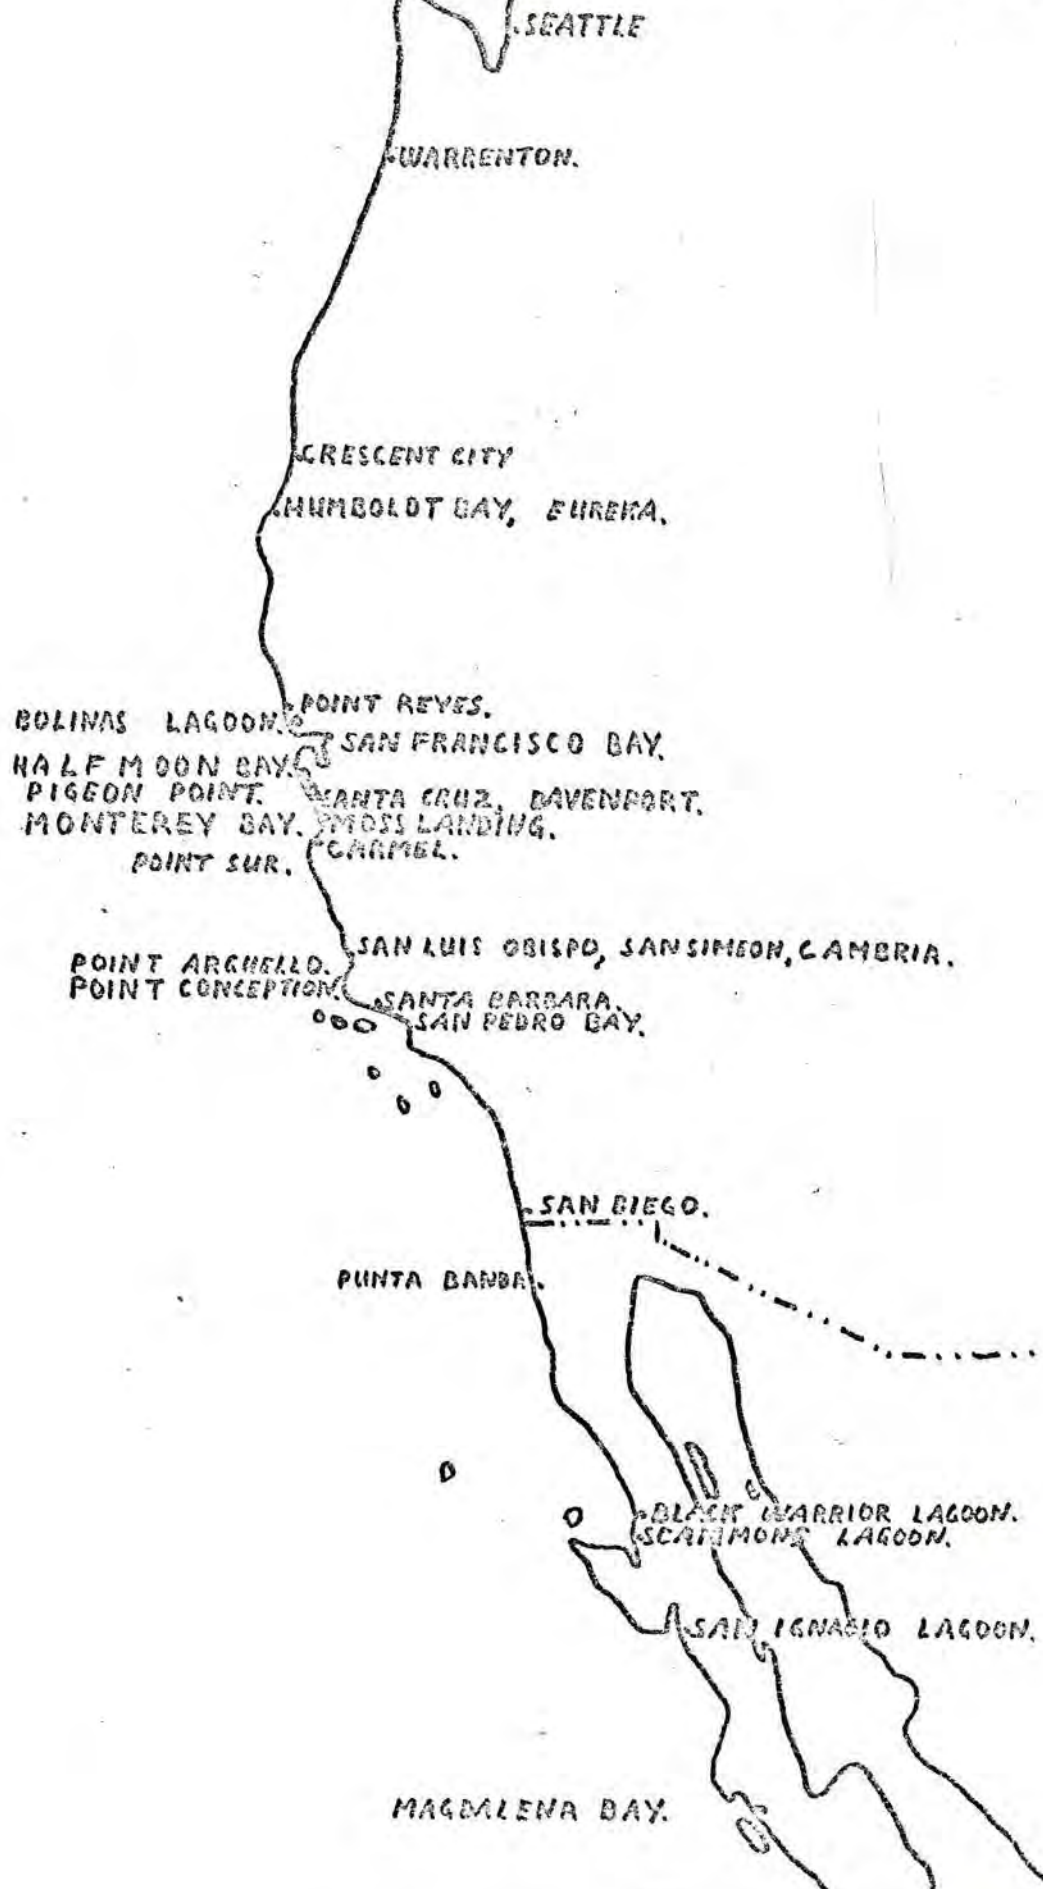 SEATTLE
WARRENTON.
CRESCENT CITY
HUMBOLDT BAY, EUREKA.
POINT REYES.
BOLINAS LAGOON.
SAN FRANCISCO BAY.
HALF MOON BAY.
PIGEON POINT.
SANTA CRUZ, DAVENPORT.
MONTEREY BAY.
MOSS LANDING.
CARMEL.
POINT SUR.
SAN LUIS OBISPO, SAN SIMEON, CAMBRIA.
POINT ARGUELLO.
POINT CONCEPTION.
SANTA BARBARA.
SAN PEDRO BAY.
SAN DIEGO.
PUNTA BANDA.
BLACK WARRIOR LAGOON.
SCAMMONS LAGOON.
SAN IGNACIO LAGOON.
MAGDALENA BAY.